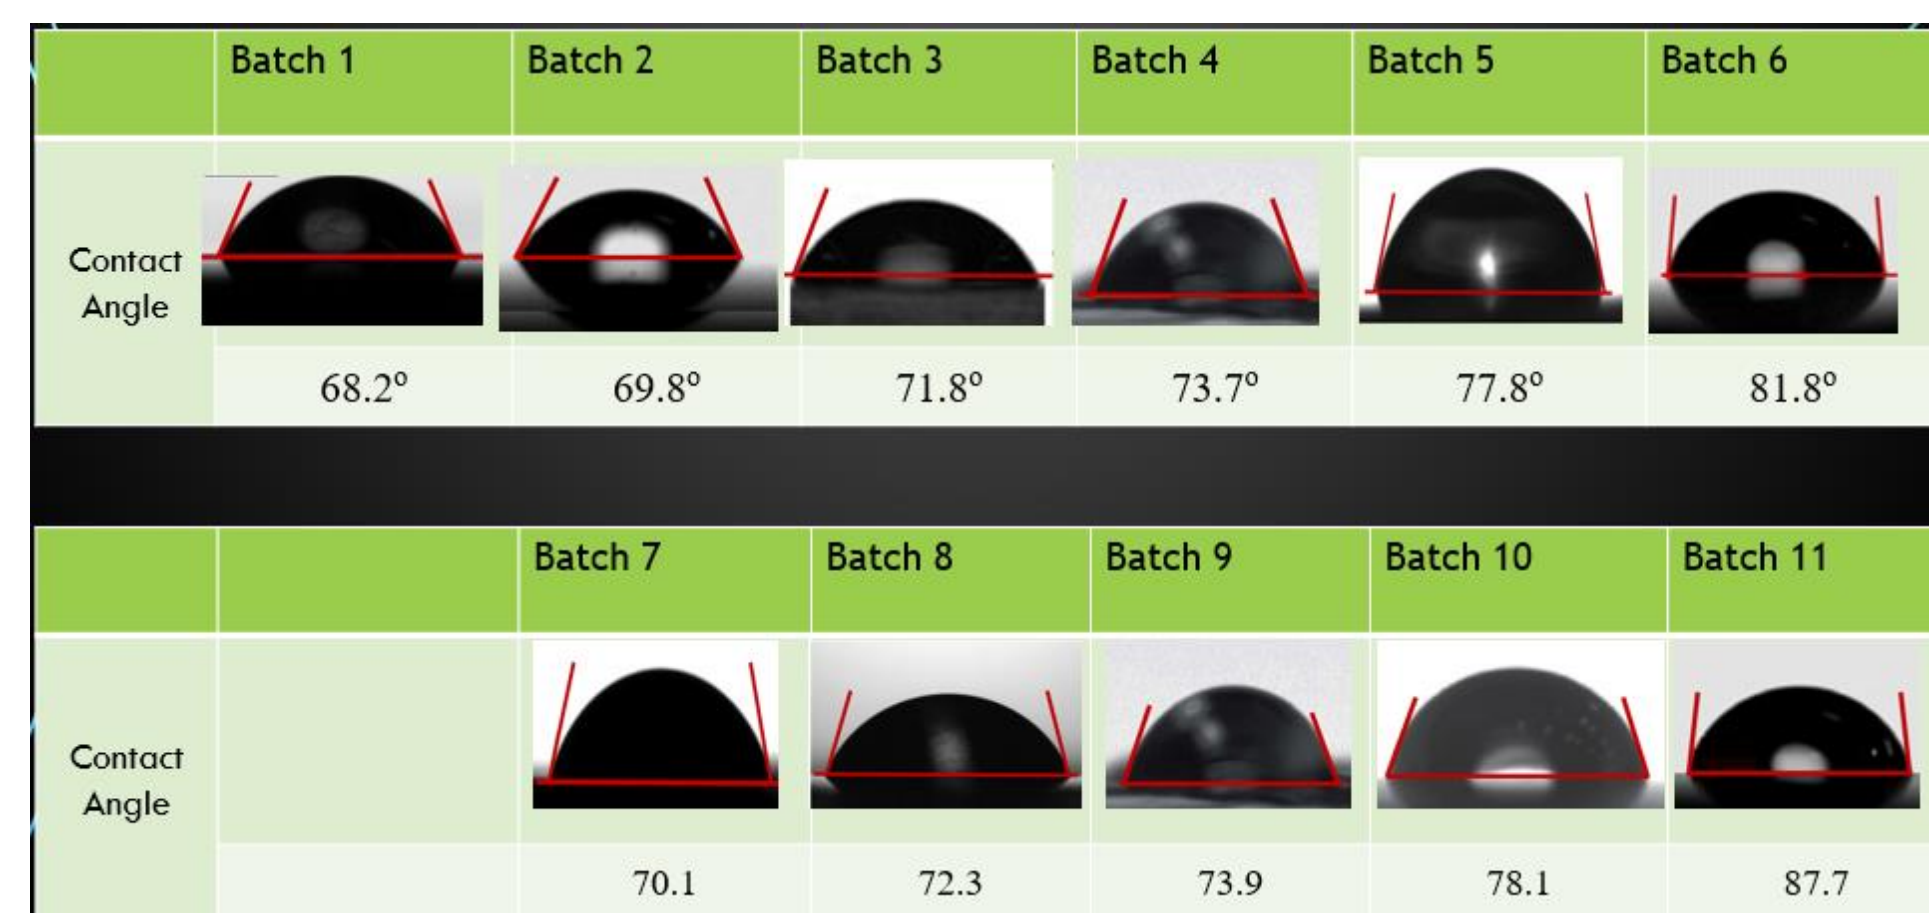 Batch 1 Batch 2 Batch 3 Batch 4 Batch 5 Batch 6
Contact
Angle
68.2º 69.8º 71.8º 73.7º 77.8º 81.8º
Batch 7 Batch 8 Batch 9 Batch 10 Batch 11
Contact
Angle
70.1 72.3 73.9 78.1 87.7